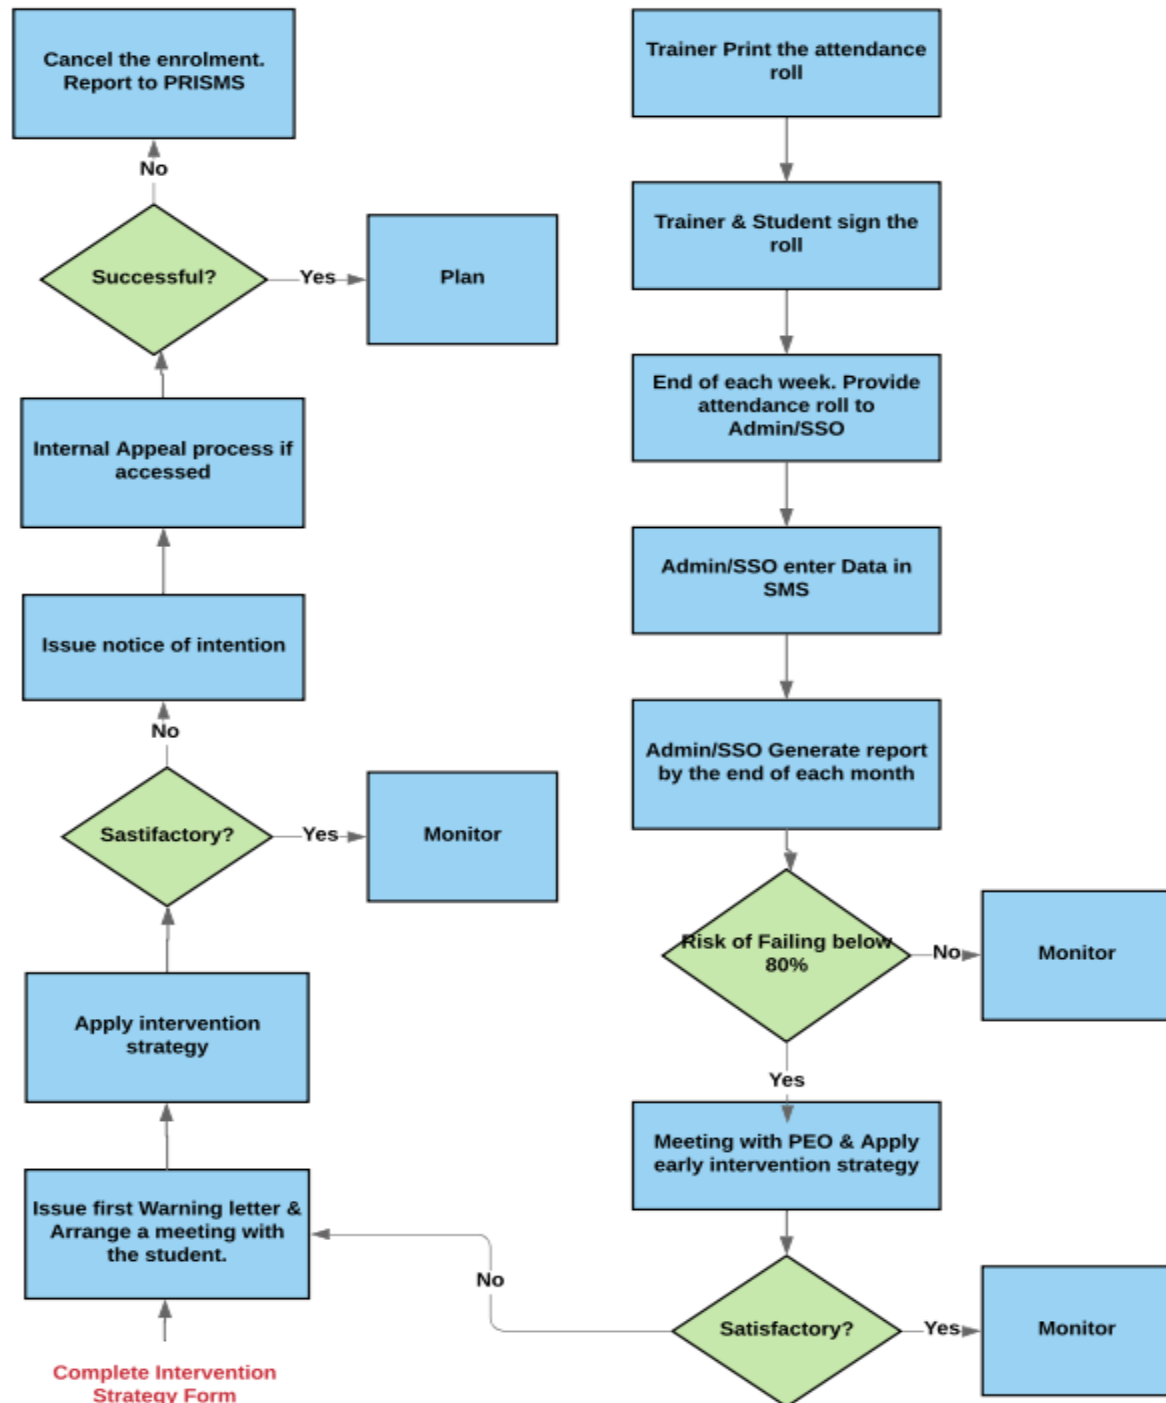 Trainer Print the attendance
roll
Trainer & Student sign the
roll
End of each week. Provide
attendance roll to
Admin/SSO
Admin/SSO enter Data in
SMS
Admin/SSO Generate report
by the end of each month
Risk of Failing below
80%
No
Monitor
Yes
Meeting with PEO & Apply
early intervention strategy
Satisfactory?
Yes
Monitor
No
Complete Intervention
Strategy Form
Issue first Warning letter &
Arrange a meeting with
the student.
Apply intervention
strategy
Sastifactory?
Yes
Monitor
No
Issue notice of intention
Internal Appeal process if
accessed
Successful?
Yes
Plan
No
Cancel the enrolment.
Report to PRISMS